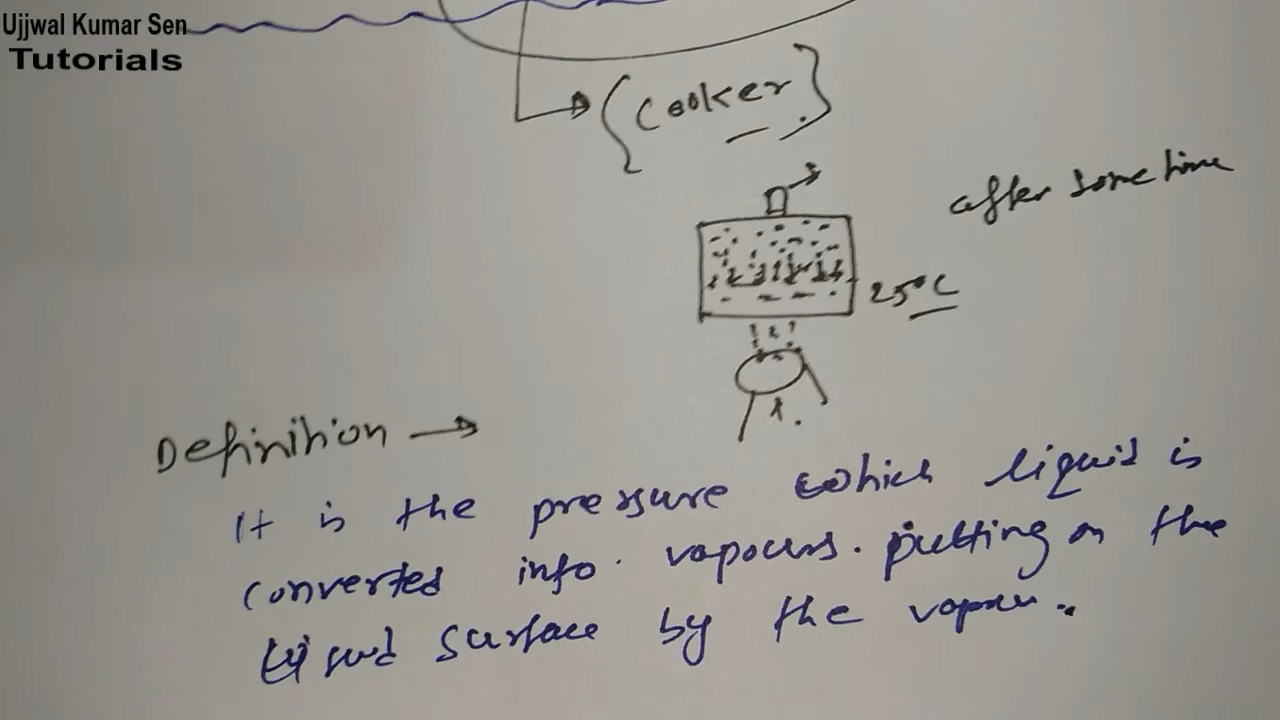 Ujjwal Kumar Sen
Tutorials
{Cooker}
after some time
25°C
Definition →
It is the pressure which liquid is
converted info. vapours. putting on the
liquid surface by the vapour..